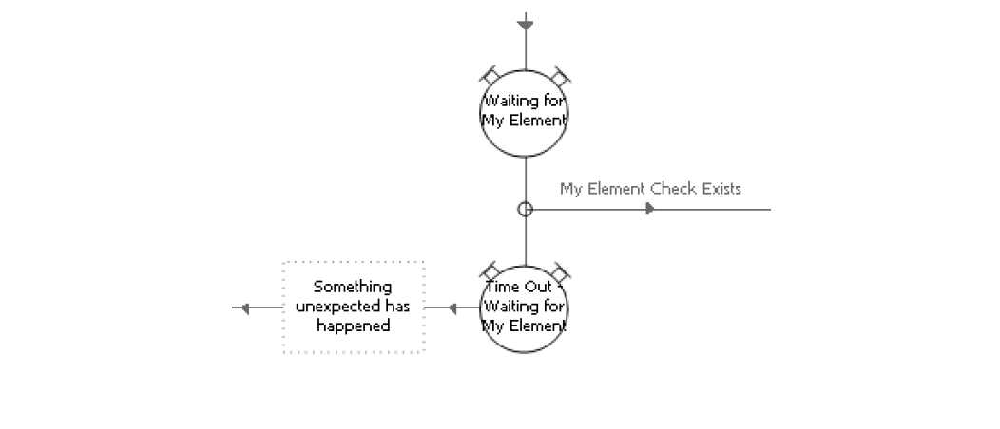 Waiting for
My Element
My Element Check Exists
Something
unexpected has
happened
Time Out -
Waiting for
My Element